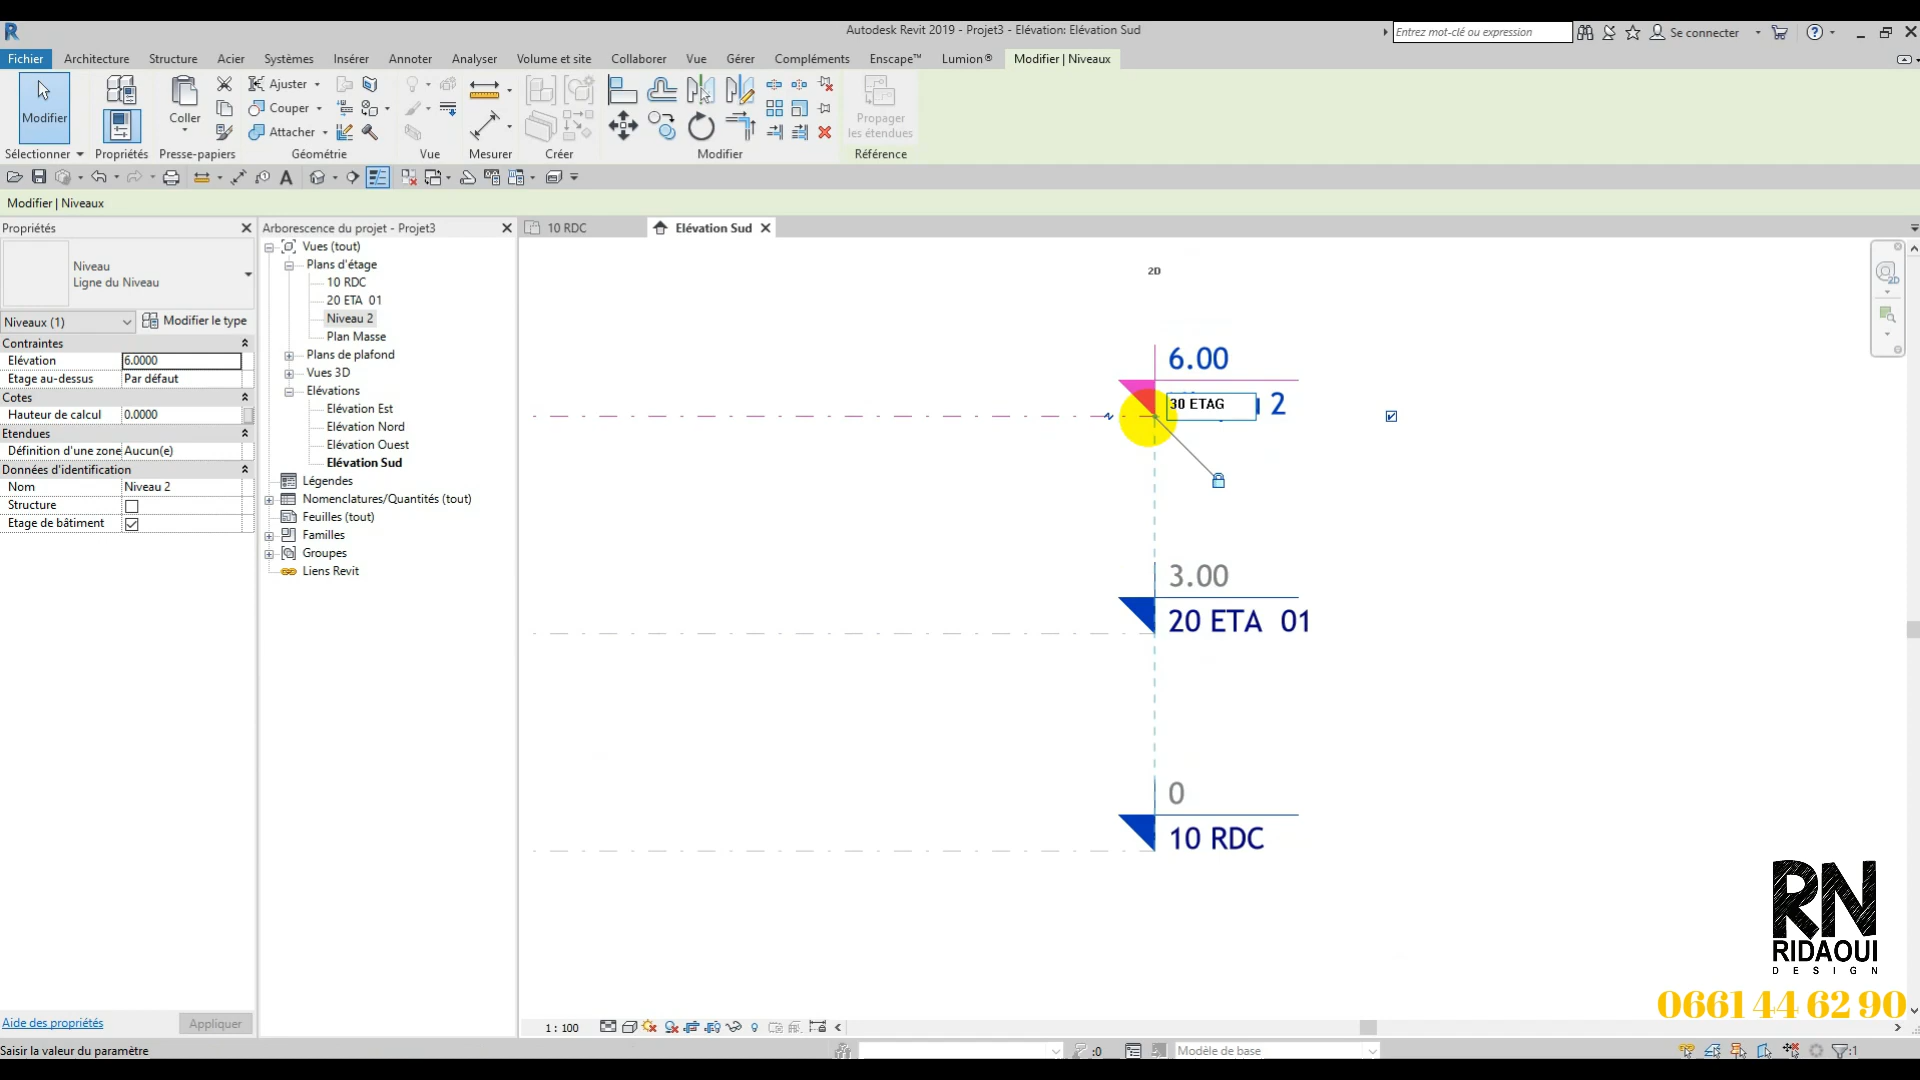 Autodesk Revit 2019 - Projet3 - Elévation: Elévation Sud
Entrez mot-clé ou expression
Se connecter
Fichier Architecture Structure Acier Systèmes Insérer Annoter Analyser Volume et site Collaborer Vue Gérer Compléments Enscape™ Lumion® Modifier | Niveaux
Modifier
Coller
Ajuster
Couper
Attacher
Propager
les étendues
Sélectionner Propriétés Presse-papiers Géométrie Vue Mesurer Créer Modifier Référence
Modifier | Niveaux
Propriétés
Niveau
Ligne du Niveau
Niveaux (1) Modifier le type
Contraintes
Elévation 6.0000
Etage au-dessus Par défaut
Cotes
Hauteur de calcul 0.0000
Etendues
Définition d'une zone Aucun(e)
Données d'identification
Nom Niveau 2
Structure
Etage de bâtiment
Aide des propriétés Appliquer
Arborescence du projet - Projet3
Vues (tout)
Plans d'étage
10 RDC
20 ETA 01
Niveau 2
Plan Masse
Plans de plafond
Vues 3D
Elévations
Elévation Est
Elévation Nord
Elévation Ouest
Elévation Sud
Légendes
Nomenclatures/Quantités (tout)
Feuilles (tout)
Familles
Groupes
Liens Revit
10 RDC Elévation Sud
2D
6.00
30 ETAG 2
3.00
20 ETA 01
0
10 RDC
2D
RN
RIDAOUI
DESIGN
0661 44 62 90
1 : 100
Saisir la valeur du paramètre
:0
Modèle de base
:1